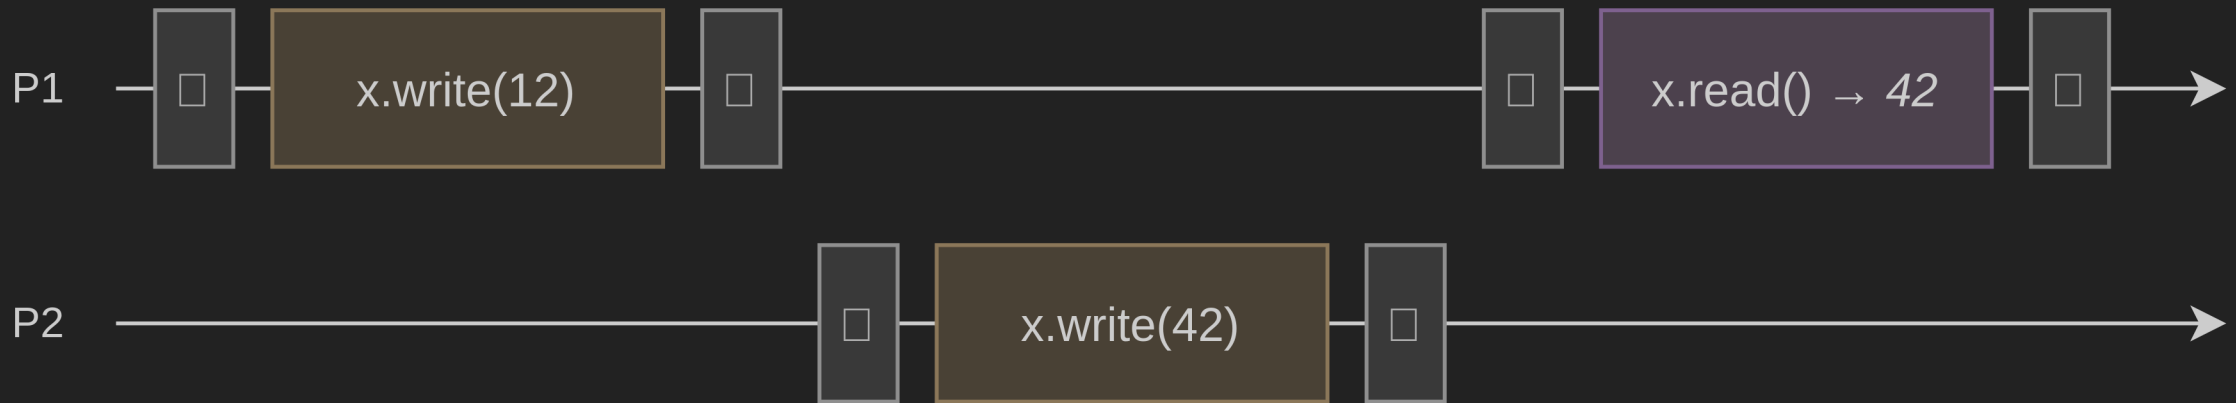 P1 x.write(12) x.read() → 42
P2 x.write(42)